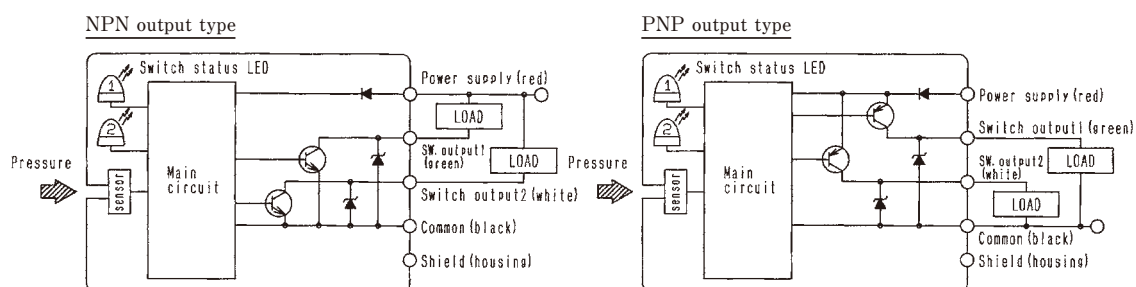 NPN output type
Switch status LED
1
2
Pressure
sensor
Main
circuit
Power supply(red)
LOAD
SW. output1
(green)
LOAD
Switch output2(white)
Common(black)
Shield(housing)
PNP output type
Switch status LED
1
2
Pressure
sensor
Main
circuit
Power supply(red)
Switch output1(green)
SW. output2
(white)
LOAD
LOAD
Common(black)
Shield(housing)